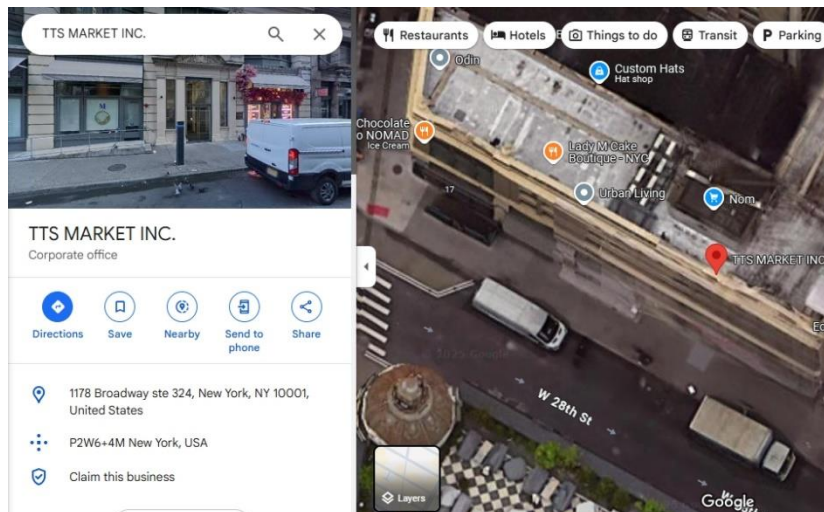 TTS MARKET INC.
TTS MARKET INC.
Corporate office
Directions
Save
Nearby
Send to
phone
Share
1178 Broadway ste 324, New York, NY 10001,
United States
P2W6+4M New York, USA
Claim this business
Restaurants
Hotels
Things to do
Transit
P Parking
Odin
Custom Hats
Hat shop
Chocolate
o NOMAD
Ice Cream
Lady M Cake
Boutique - NYC
17
Urban Living
Nom
TTS MARKET INC
W 28th St
Layers
Google